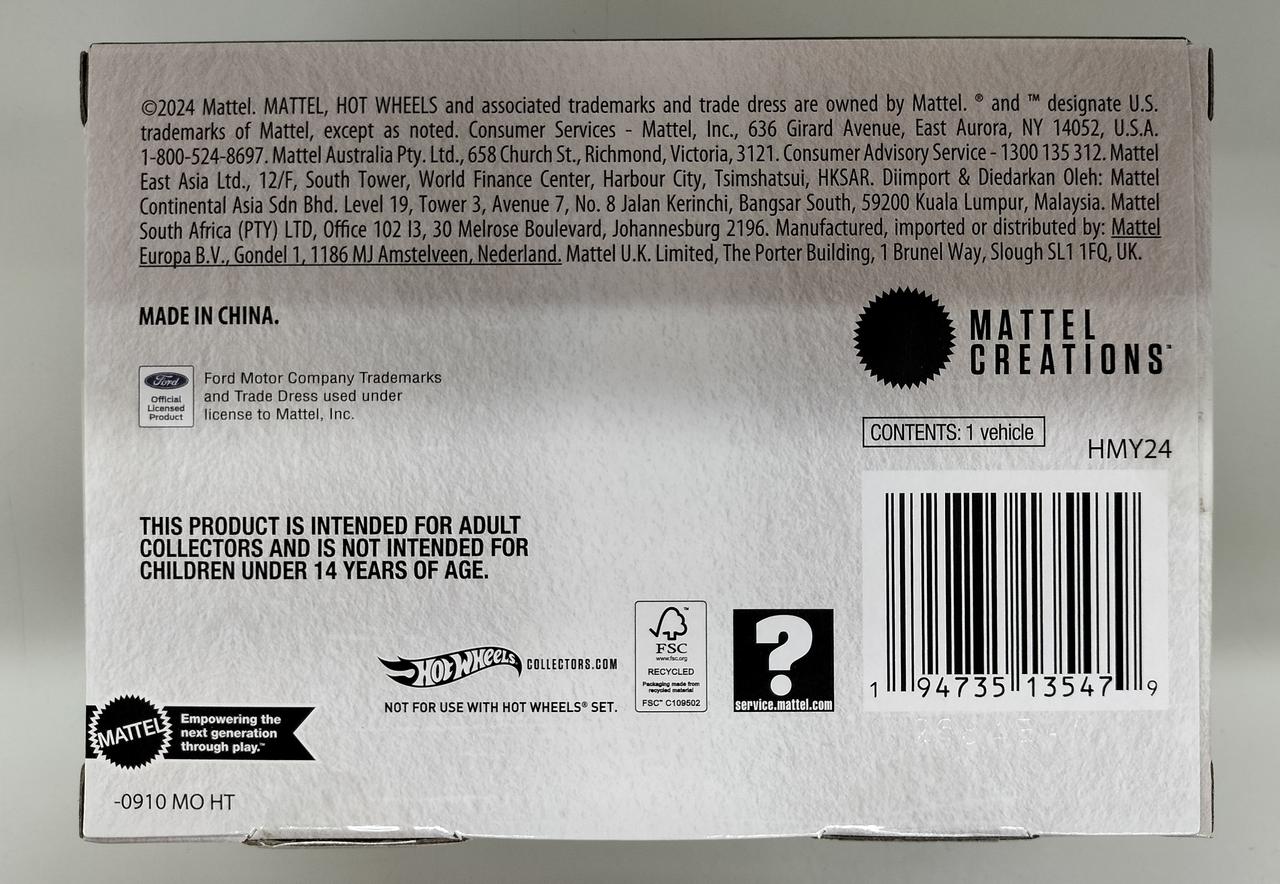 ©2024 Mattel. MATTEL, HOT WHEELS and associated trademarks and trade dress are owned by Mattel. ® and ™ designate U.S.
trademarks of Mattel, except as noted. Consumer Services - Mattel, Inc., 636 Girard Avenue, East Aurora, NY 14052, U.S.A.
1-800-524-8697. Mattel Australia Pty. Ltd., 658 Church St., Richmond, Victoria, 3121. Consumer Advisory Service - 1300 135 312. Mattel
East Asia Ltd., 12/F, South Tower, World Finance Center, Harbour City, Tsimshatsui, HKSAR. Diimport & Diedarkan Oleh: Mattel
Continental Asia Sdn Bhd. Level 19, Tower 3, Avenue 7, No. 8 Jalan Kerinchi, Bangsar South, 59200 Kuala Lumpur, Malaysia. Mattel
South Africa (PTY) LTD, Office 102 I3, 30 Melrose Boulevard, Johannesburg 2196. Manufactured, imported or distributed by: Mattel
Europa B.V., Gondel 1, 1186 MJ Amstelveen, Nederland. Mattel U.K. Limited, The Porter Building, 1 Brunel Way, Slough SL1 1FQ, UK.
MADE IN CHINA.
MATTEL
CREATIONS™
Ford
Official
Licensed
Product
Ford Motor Company Trademarks
and Trade Dress used under
license to Mattel, Inc.
CONTENTS: 1 vehicle
HMY24
THIS PRODUCT IS INTENDED FOR ADULT
COLLECTORS AND IS NOT INTENDED FOR
CHILDREN UNDER 14 YEARS OF AGE.
HOT WHEELS COLLECTORS.COM
NOT FOR USE WITH HOT WHEELS® SET.
FSC
www.fsc.org
RECYCLED
Packaging made from
recycled material
FSC™ C109502
?
service.mattel.com
1 94735 13547 9
MATTEL
Empowering the
next generation
through play.™
-0910 MO HT